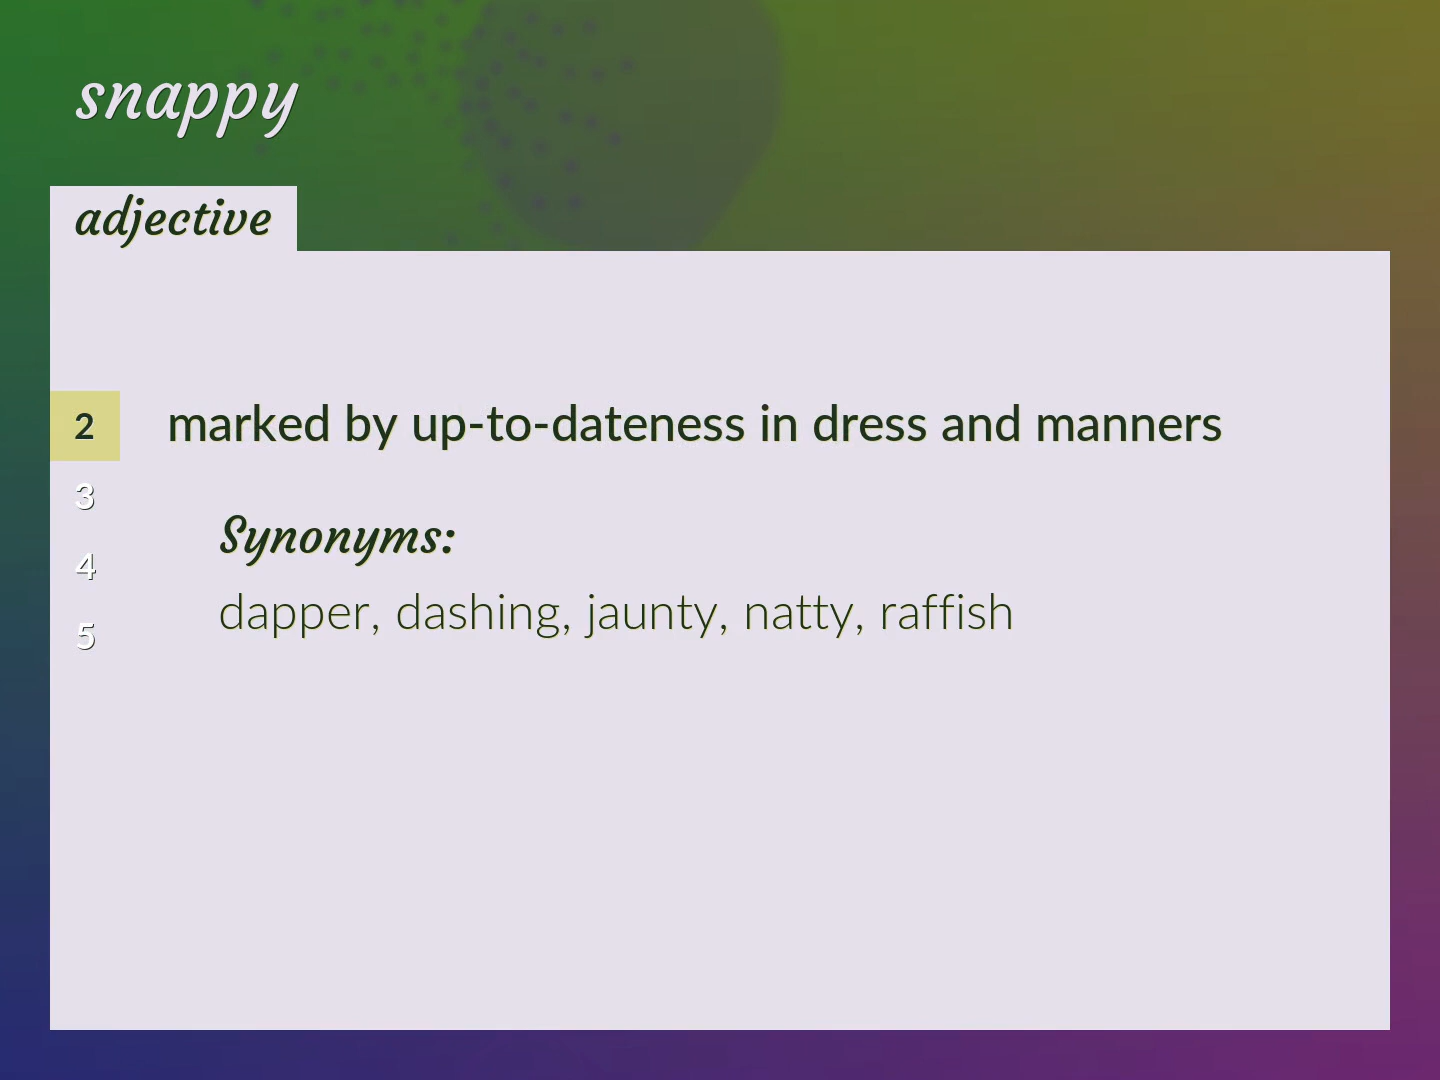 snappy
adjective
2 marked by up-to-dateness in dress and manners
3
Synonyms:
4
dapper, dashing, jaunty, natty, raffish
5